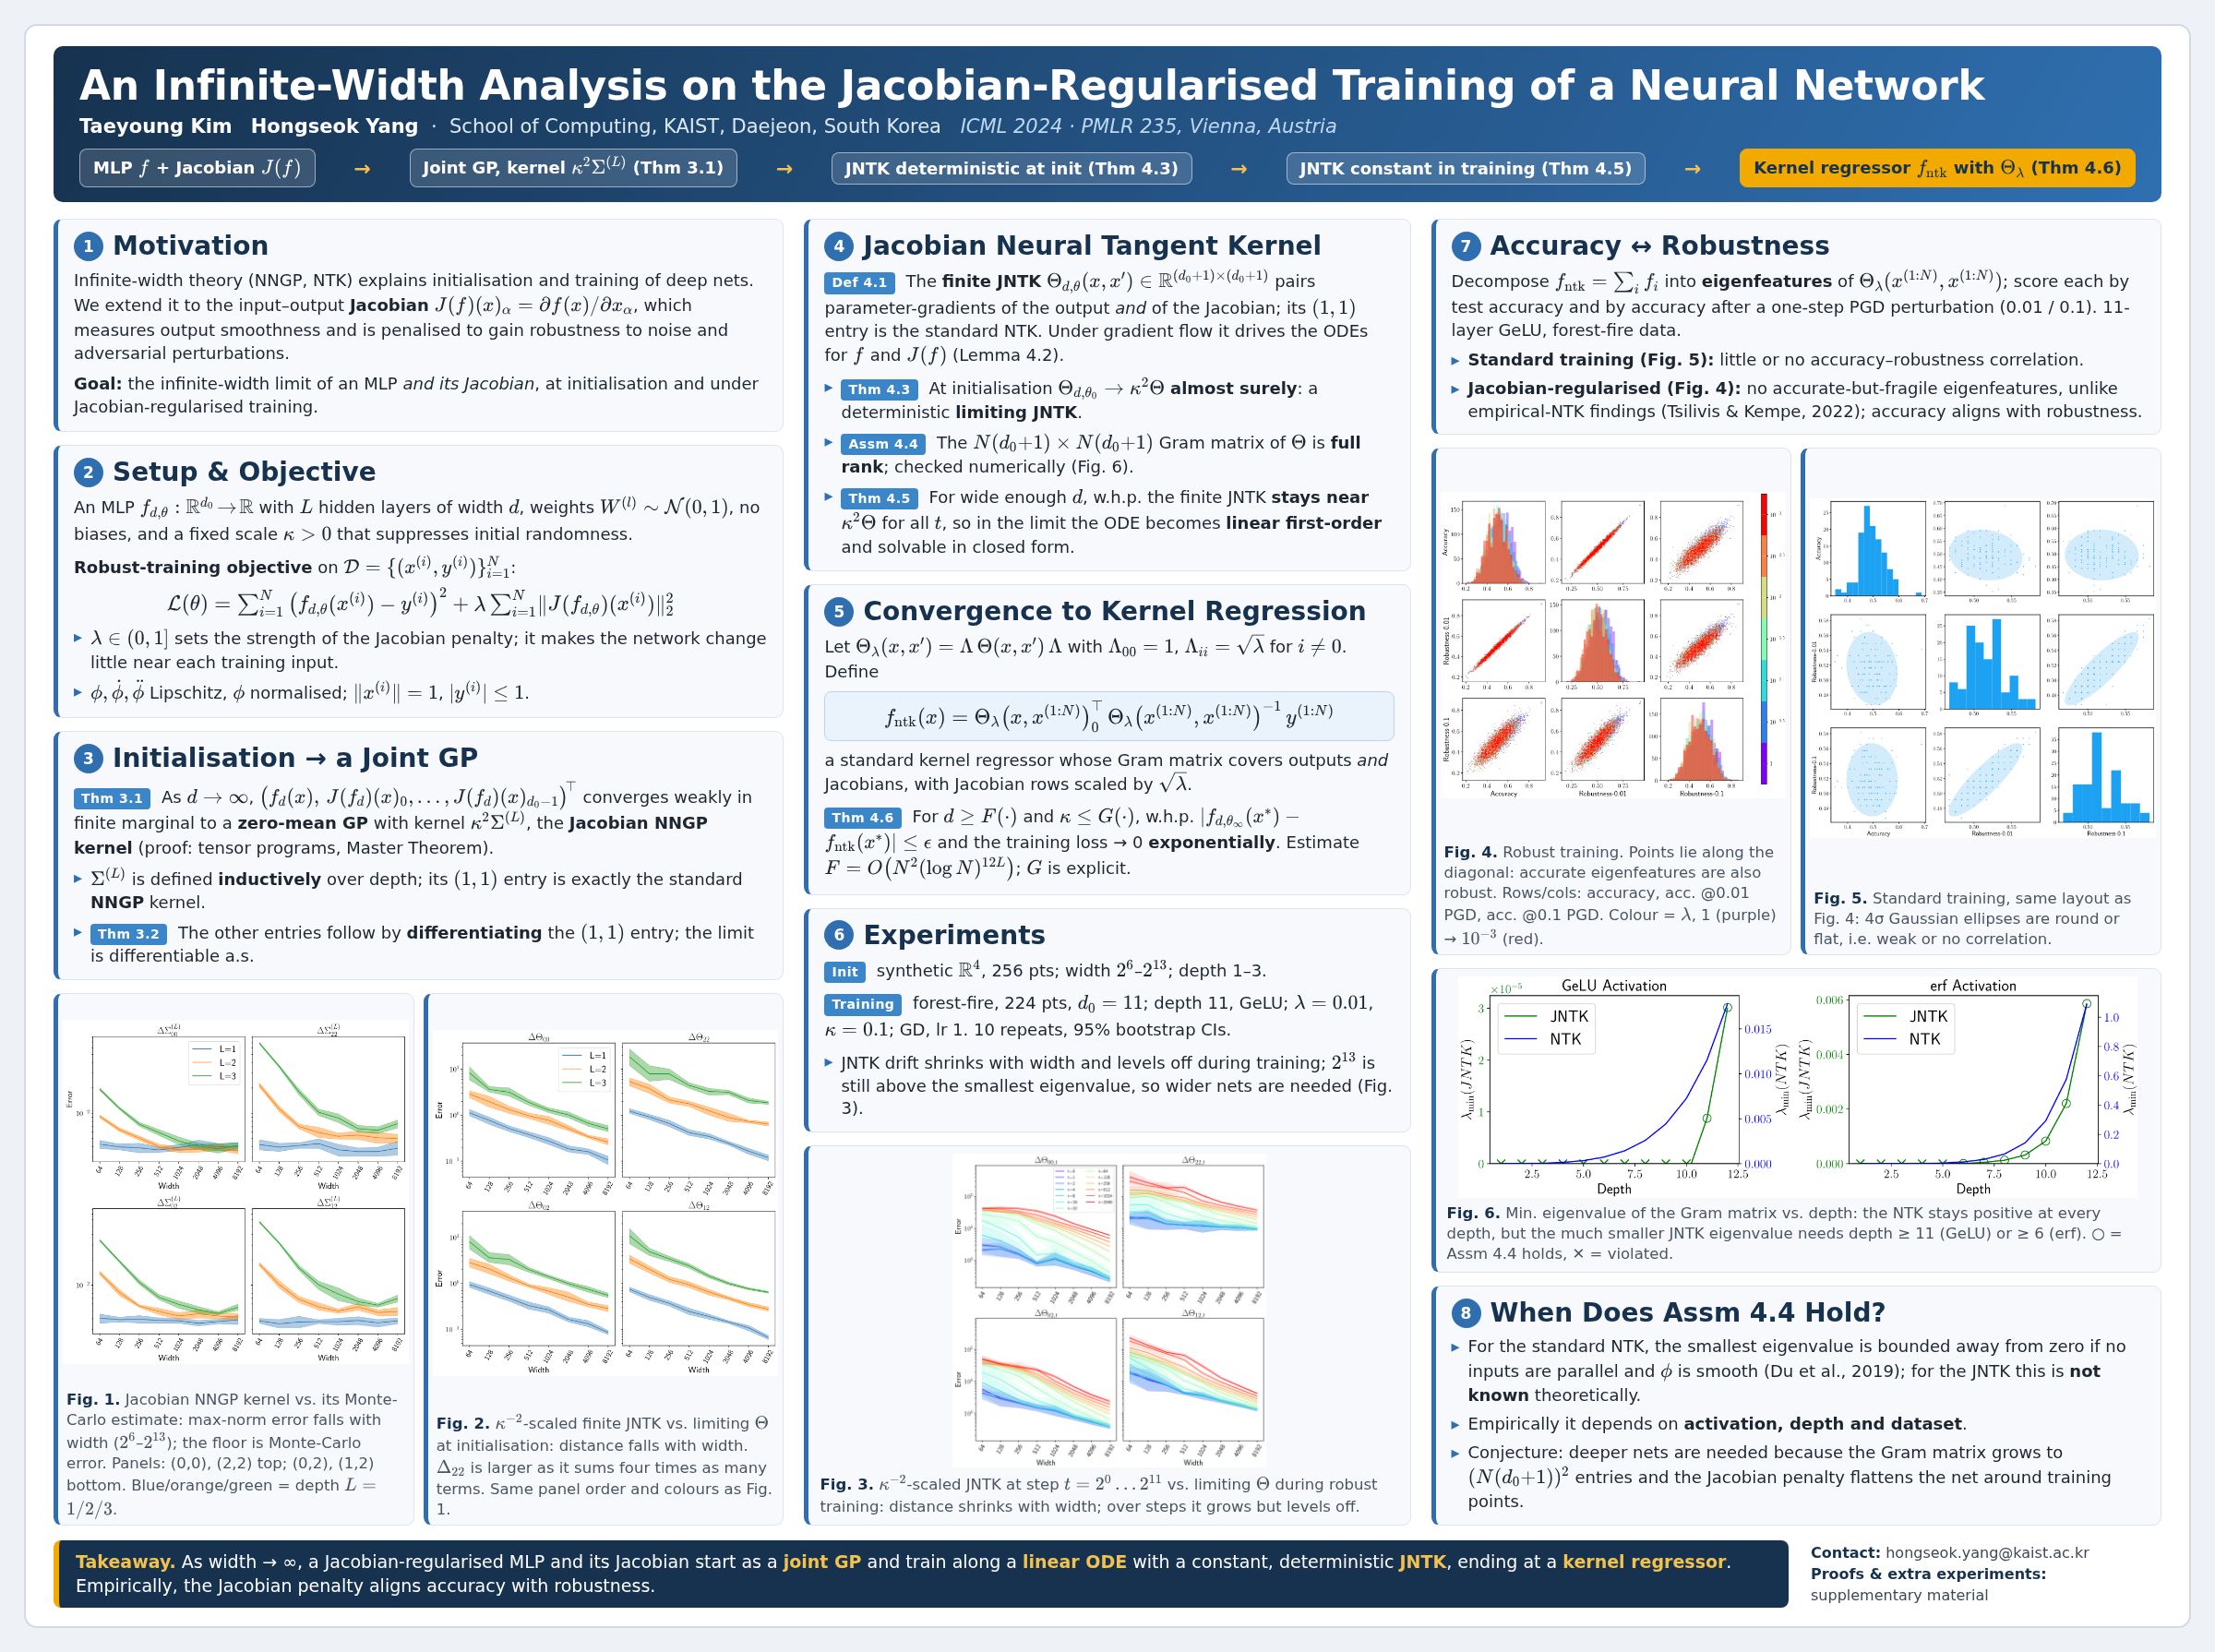 An Infinite-Width Analysis on the Jacobian-Regularised Training of a Neural Network
Taeyoung Kim Hongseok Yang · School of Computing, KAIST, Daejeon, South Korea ICML 2024 · PMLR 235, Vienna, Austria
MLP f + Jacobian J(f) → Joint GP, kernel κ²Σ^(L) (Thm 3.1) → JNTK deterministic at init (Thm 4.3) → JNTK constant in training (Thm 4.5) → Kernel regressor f_ntk with Θ_λ (Thm 4.6)
1 Motivation
Infinite-width theory (NNGP, NTK) explains initialisation and training of deep nets.
We extend it to the input–output Jacobian J(f)(x)_α = ∂f(x)/∂x_α, which
measures output smoothness and is penalised to gain robustness to noise and
adversarial perturbations.
Goal: the infinite-width limit of an MLP and its Jacobian, at initialisation and under
Jacobian-regularised training.
2 Setup & Objective
An MLP f_{d,θ} : ℝ^{d_0} → ℝ with L hidden layers of width d, weights W^(l) ∼ 𝒩(0, 1), no
biases, and a fixed scale κ > 0 that suppresses initial randomness.
Robust-training objective on 𝒟 = {(x^(i), y^(i))}_{i=1}^N:
ℒ(θ) = ∑_{i=1}^N (f_{d,θ}(x^(i)) − y^(i))² + λ ∑_{i=1}^N ‖J(f_{d,θ})(x^(i))‖_2^2
▸ λ ∈ (0, 1] sets the strength of the Jacobian penalty; it makes the network change
little near each training input.
▸ ϕ, ϕ̇, ϕ̈ Lipschitz, ϕ normalised; ‖x^(i)‖ = 1, |y^(i)| ≤ 1.
3 Initialisation → a Joint GP
Thm 3.1 As d → ∞, (f_d(x), J(f_d)(x)_0, …, J(f_d)(x)_{d_0−1})^⊤ converges weakly in
finite marginal to a zero-mean GP with kernel κ²Σ^(L), the Jacobian NNGP
kernel (proof: tensor programs, Master Theorem).
▸ Σ^(L) is defined inductively over depth; its (1, 1) entry is exactly the standard
NNGP kernel.
▸ Thm 3.2 The other entries follow by differentiating the (1, 1) entry; the limit
is differentiable a.s.
Fig. 1. Jacobian NNGP kernel vs. its Monte-
Carlo estimate: max-norm error falls with
width (2⁶–2¹³); the floor is Monte-Carlo
error. Panels: (0,0), (2,2) top; (0,2), (1,2)
bottom. Blue/orange/green = depth L =
1/2/3.
Fig. 2. κ⁻²-scaled finite JNTK vs. limiting Θ
at initialisation: distance falls with width.
Δ₂₂ is larger as it sums four times as many
terms. Same panel order and colours as Fig.
1.
4 Jacobian Neural Tangent Kernel
Def 4.1 The finite JNTK Θ_{d,θ}(x, x′) ∈ ℝ^{(d_0+1)×(d_0+1)} pairs
parameter-gradients of the output and of the Jacobian; its (1, 1)
entry is the standard NTK. Under gradient flow it drives the ODEs
for f and J(f) (Lemma 4.2).
▸ Thm 4.3 At initialisation Θ_{d,θ_0} → κ²Θ almost surely: a
deterministic limiting JNTK.
▸ Assm 4.4 The N(d_0+1) × N(d_0+1) Gram matrix of Θ is full
rank; checked numerically (Fig. 6).
▸ Thm 4.5 For wide enough d, w.h.p. the finite JNTK stays near
κ²Θ for all t, so in the limit the ODE becomes linear first-order
and solvable in closed form.
5 Convergence to Kernel Regression
Let Θ_λ(x, x′) = Λ Θ(x, x′) Λ with Λ_00 = 1, Λ_ii = √λ for i ≠ 0.
Define
f_ntk(x) = Θ_λ(x, x^(1:N))_0^⊤ Θ_λ(x^(1:N), x^(1:N))^{−1} y^(1:N)
a standard kernel regressor whose Gram matrix covers outputs and
Jacobians, with Jacobian rows scaled by √λ.
Thm 4.6 For d ≥ F(·) and κ ≤ G(·), w.h.p. |f_{d,θ_∞}(x*) −
f_ntk(x*)| ≤ ϵ and the training loss → 0 exponentially. Estimate
F = O(N²(log N)^{12L}); G is explicit.
6 Experiments
Init synthetic ℝ⁴, 256 pts; width 2⁶–2¹³; depth 1–3.
Training forest-fire, 224 pts, d_0 = 11; depth 11, GeLU; λ = 0.01,
κ = 0.1; GD, lr 1. 10 repeats, 95% bootstrap CIs.
▸ JNTK drift shrinks with width and levels off during training; 2¹³ is
still above the smallest eigenvalue, so wider nets are needed (Fig.
3).
Fig. 3. κ⁻²-scaled JNTK at step t = 2⁰ … 2¹¹ vs. limiting Θ during robust
training: distance shrinks with width; over steps it grows but levels off.
7 Accuracy ↔ Robustness
Decompose f_ntk = ∑_i f_i into eigenfeatures of Θ_λ(x^(1:N), x^(1:N)); score each by
test accuracy and by accuracy after a one-step PGD perturbation (0.01 / 0.1). 11-
layer GeLU, forest-fire data.
▸ Standard training (Fig. 5): little or no accuracy–robustness correlation.
▸ Jacobian-regularised (Fig. 4): no accurate-but-fragile eigenfeatures, unlike
empirical-NTK findings (Tsilivis & Kempe, 2022); accuracy aligns with robustness.
Fig. 4. Robust training. Points lie along the
diagonal: accurate eigenfeatures are also
robust. Rows/cols: accuracy, acc. @0.01
PGD, acc. @0.1 PGD. Colour = λ, 1 (purple)
→ 10⁻³ (red).
Fig. 5. Standard training, same layout as
Fig. 4: 4σ Gaussian ellipses are round or
flat, i.e. weak or no correlation.
GeLU Activation
JNTK
NTK
λ_min(JNTK)
λ_min(NTK)
Depth
erf Activation
JNTK
NTK
λ_min(JNTK)
λ_min(NTK)
Depth
Fig. 6. Min. eigenvalue of the Gram matrix vs. depth: the NTK stays positive at every
depth, but the much smaller JNTK eigenvalue needs depth ≥ 11 (GeLU) or ≥ 6 (erf). ○ =
Assm 4.4 holds, × = violated.
8 When Does Assm 4.4 Hold?
▸ For the standard NTK, the smallest eigenvalue is bounded away from zero if no
inputs are parallel and ϕ is smooth (Du et al., 2019); for the JNTK this is not
known theoretically.
▸ Empirically it depends on activation, depth and dataset.
▸ Conjecture: deeper nets are needed because the Gram matrix grows to
(N(d_0+1))² entries and the Jacobian penalty flattens the net around training
points.
Takeaway. As width → ∞, a Jacobian-regularised MLP and its Jacobian start as a joint GP and train along a linear ODE with a constant, deterministic JNTK, ending at a kernel regressor.
Empirically, the Jacobian penalty aligns accuracy with robustness.
Contact: hongseok.yang@kaist.ac.kr
Proofs & extra experiments:
supplementary material